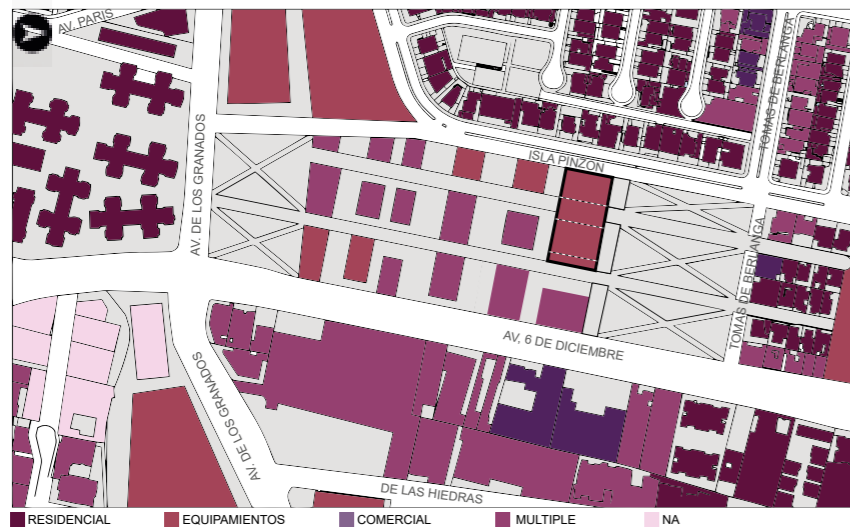 AV. PARIS
AV. DE LOS GRANADOS
TOMAS DE BERLANGA
ISLA PINZON
TOMAS DE BERLANGA
AV, 6 DE DICIEMBRE
AV. DE LOS GRANADOS
DE LAS HIEDRAS
RESIDENCIAL
EQUIPAMIENTOS
COMERCIAL
MULTIPLE
NA